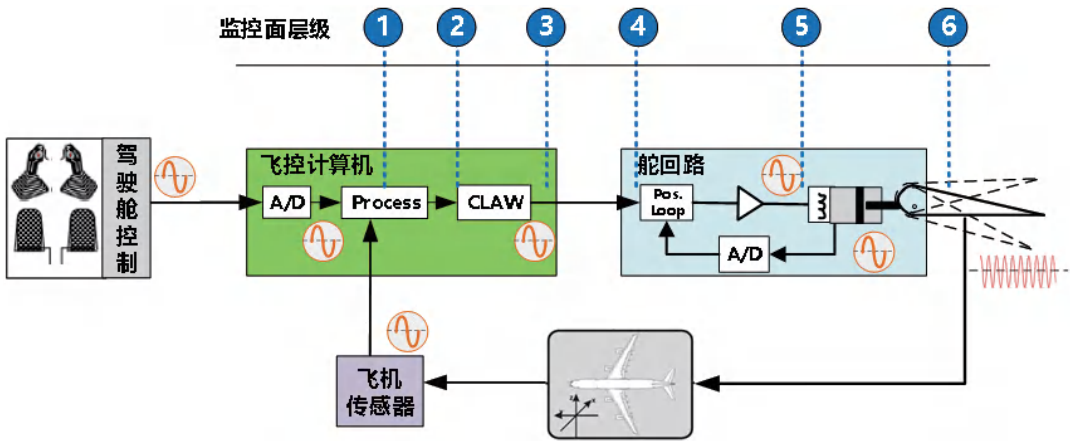 监控面层级
1
2
3
4
5
6
驾驶舱控制
飞控计算机
A/D
Process
CLAW
舵回路
Pos.
Loop
A/D
飞机
传感器